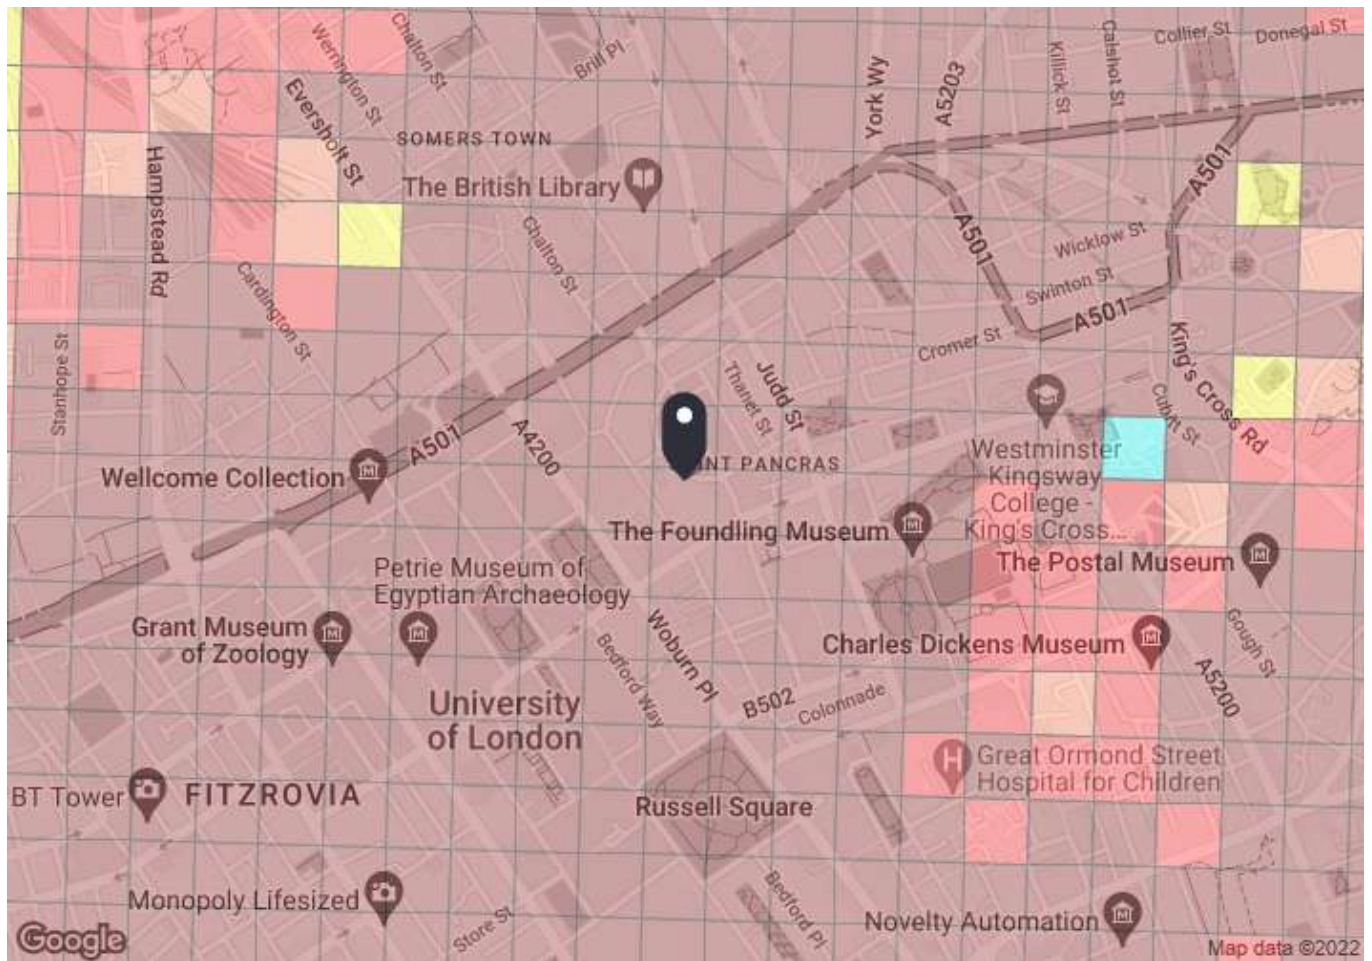 Collier St
Donegal St
Chalton St
Werrington St
Brill Pl
Killick St
Calshot St
York Wy
A5203
Eversholt St
SOMERS TOWN
Hampstead Rd
The British Library
A501
Chalton St
A501
Wicklow St
Cardington St
Swinton St
A501
Stanhope St
Cromer St
King's Cross Rd
Judd St
Thanet St
Cubitt St
A4200
A501
Westminster
Kingsway
College -
King's Cross...
Wellcome Collection
NT PANCRAS
The Foundling Museum
The Postal Museum
Petrie Museum of
Egyptian Archaeology
Grant Museum
of Zoology
Woburn Pl
Bedford Way
Charles Dickens Museum
Gough St
A5200
University
of London
B502
Colonnade
Great Ormond Street
Hospital for Children
BT Tower
FITZROVIA
Russell Square
Monopoly Lifesized
Store St
Bedford Pl
Novelty Automation
Google
Map data ©2022